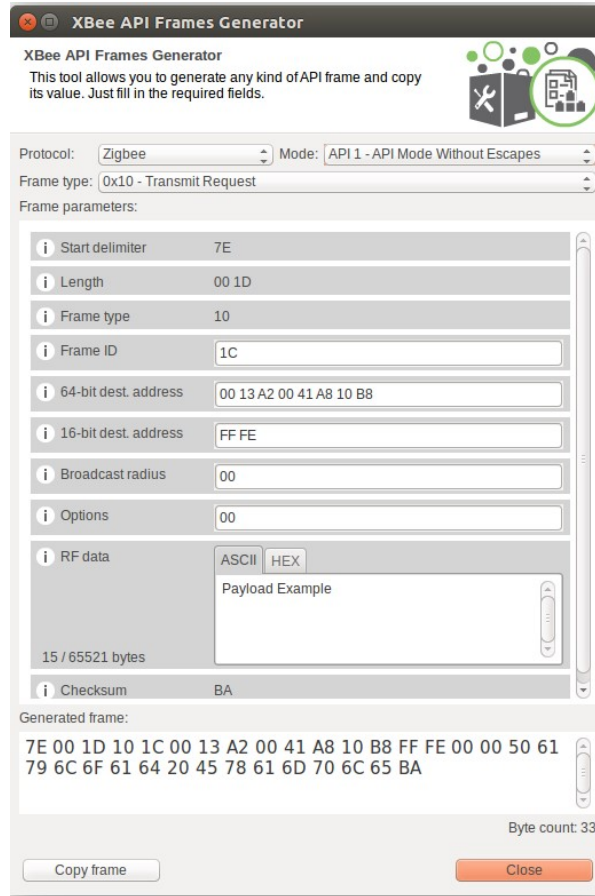 XBee API Frames Generator
XBee API Frames Generator
This tool allows you to generate any kind of API frame and copy
its value. Just fill in the required fields.
Protocol: Zigbee Mode: API 1 - API Mode Without Escapes
Frame type: 0x10 - Transmit Request
Frame parameters:
i Start delimiter 7E
i Length 00 1D
i Frame type 10
i Frame ID 1C
i 64-bit dest. address 00 13 A2 00 41 A8 10 B8
i 16-bit dest. address FF FE
i Broadcast radius 00
i Options 00
i RF data ASCII HEX
Payload Example
15 / 65521 bytes
i Checksum BA
Generated frame:
7E 00 1D 10 1C 00 13 A2 00 41 A8 10 B8 FF FE 00 00 50 61
79 6C 6F 61 64 20 45 78 61 6D 70 6C 65 BA
Byte count: 33
Copy frame Close